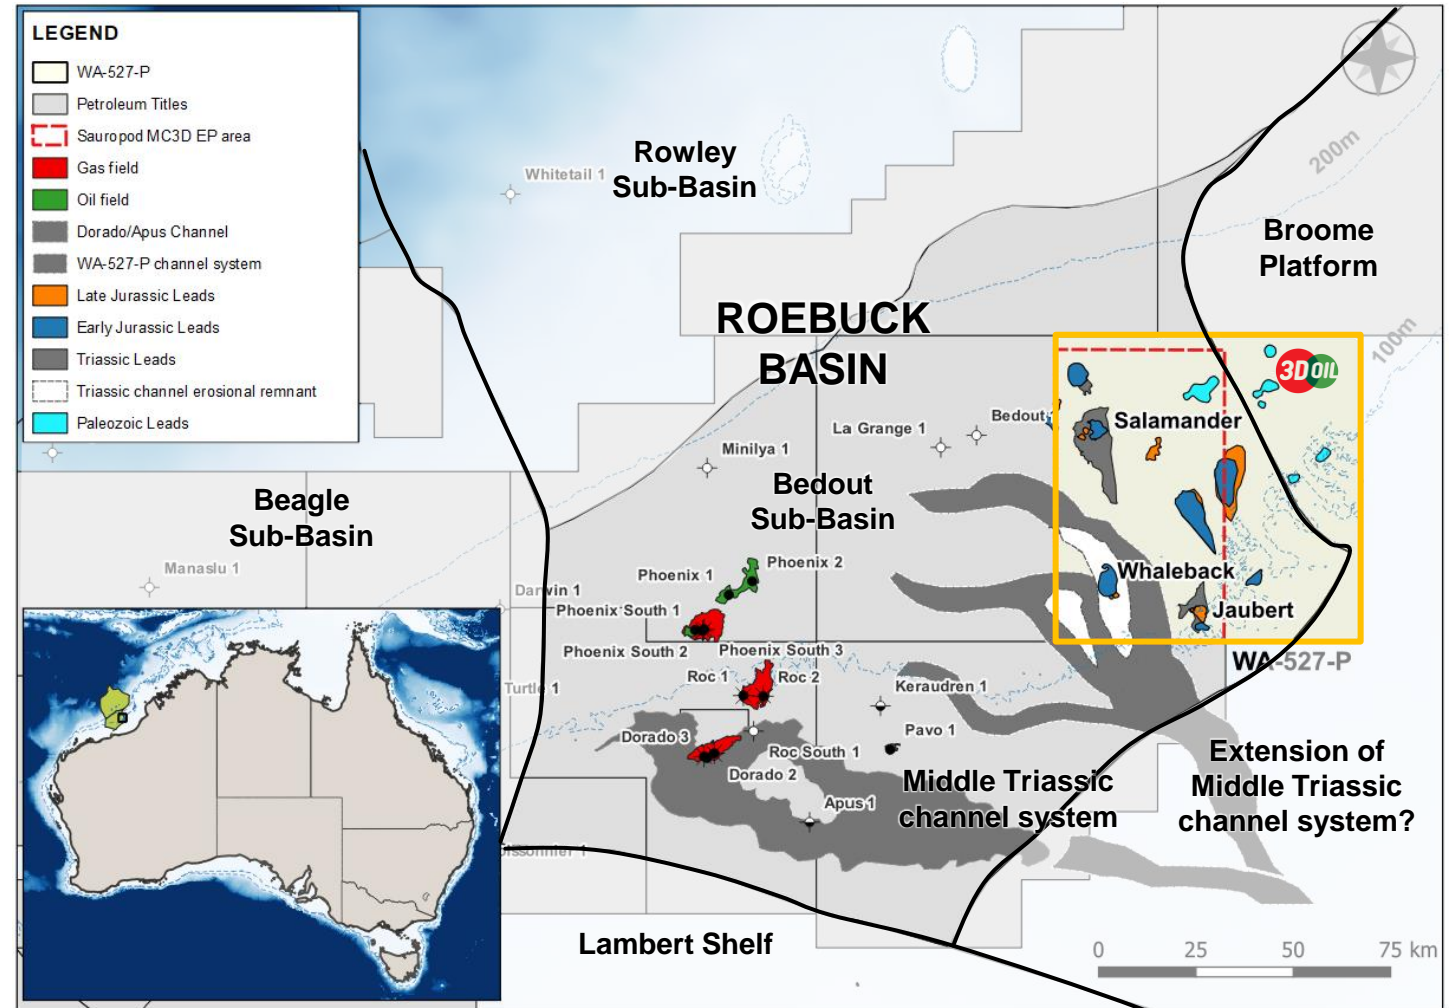 LEGEND
WA-527-P
Petroleum Titles
Sauropod MC3D EP area
Gas field
Oil field
Dorado/Apus Channel
WA-527-P channel system
Late Jurassic Leads
Early Jurassic Leads
Triassic Leads
Triassic channel erosional remnant
Paleozoic Leads
Whitetail 1
Rowley
Sub-Basin
200m
Broome
Platform
ROEBUCK
BASIN
100m
3D OIL
Bedout
La Grange 1
Salamander
Minilya 1
Bedout
Sub-Basin
Beagle
Sub-Basin
Manaslu 1
Phoenix 2
Phoenix 1
Whaleback
Darwin 1
Phoenix South 1
Jaubert
Phoenix South 2
Phoenix South 3
WA-527-P
Roc 1
Roc 2
Turtle 1
Keraudren 1
Dorado 3
Roc South 1
Pavo 1
Dorado 2
Apus 1
Middle Triassic
channel system
Extension of
Middle Triassic
channel system?
Lambert Shelf
0 25 50 75 km